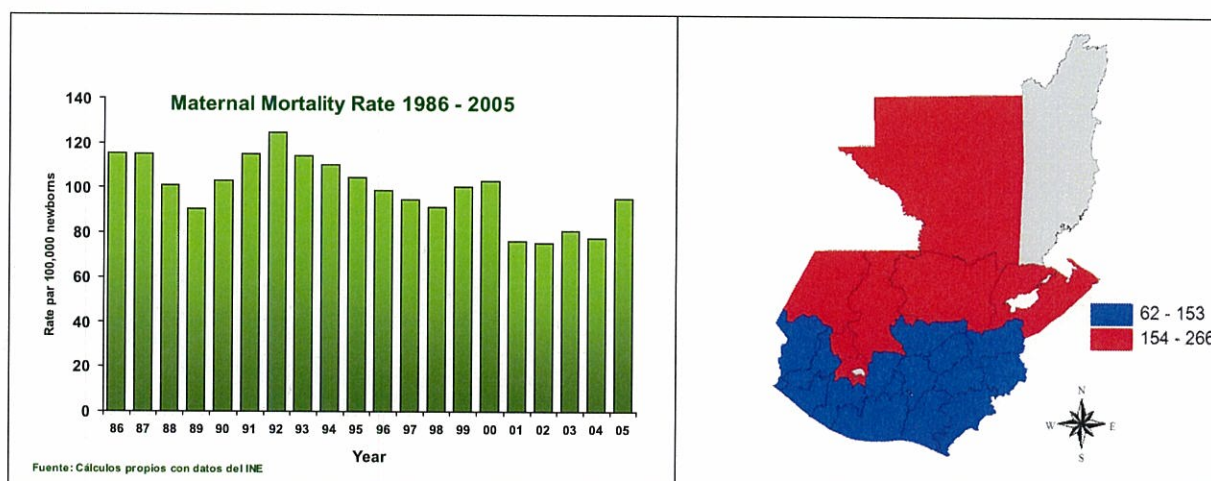 Maternal Mortality Rate 1986 - 2005
Rate par 100,000 newborns
140
120
100
80
60
40
20
0
86 87 88 89 90 91 92 93 94 95 96 97 98 99 00 01 02 03 04 05
Year
Fuente: Cálculos propios con datos del INE
62 - 153
154 - 266
N
W E
S